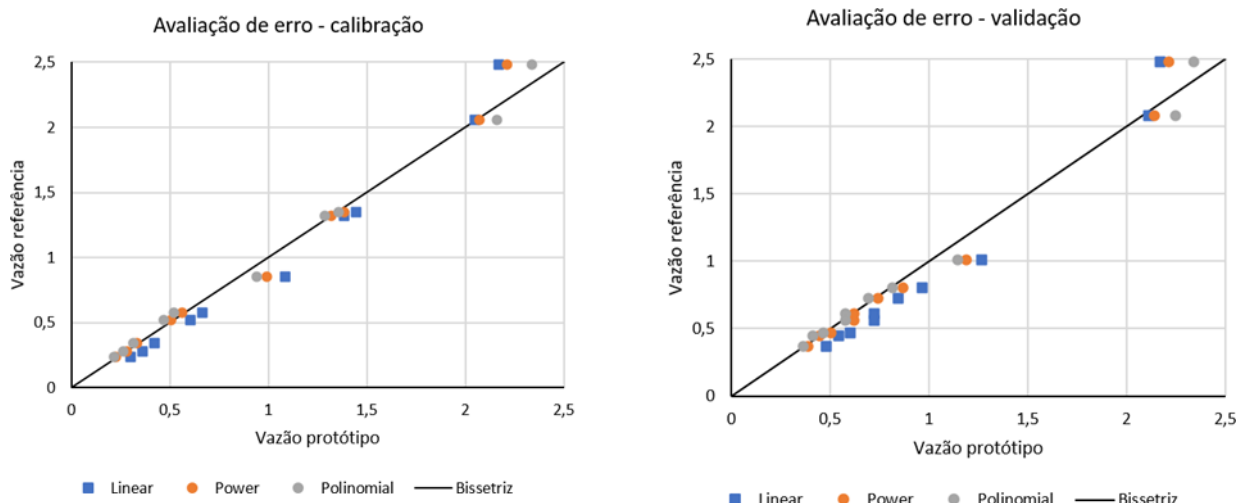 Avaliação de erro - calibração
2,5
2
1,5
1
0,5
0
0
0,5
1
1,5
2
2,5
Vazão referência
Vazão protótipo
Linear
Power
Polinomial
Bissetriz
Avaliação de erro - validação
2,5
2
1,5
1
0,5
0
0
0,5
1
1,5
2
2,5
Vazão referência
Vazão protótipo
Linear
Power
Polinomial
Bissetriz